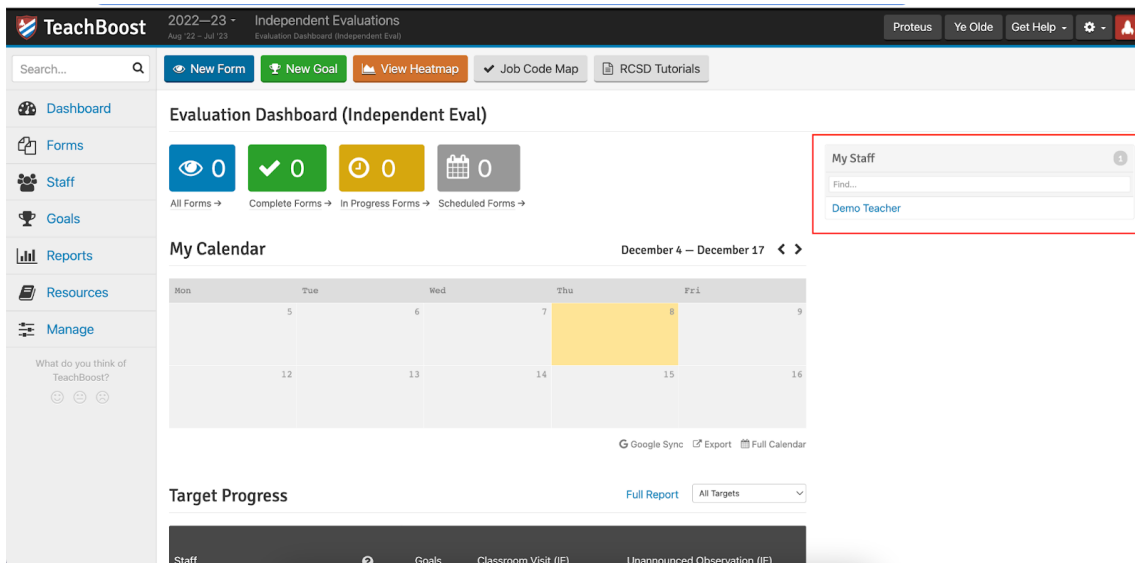 TeachBoost
2022—23
Aug '22 – Jul '23
Independent Evaluations
Evaluation Dashboard (Independent Eval)
Proteus
Ye Olde
Get Help
Search...
New Form
New Goal
View Heatmap
Job Code Map
RCSD Tutorials
Dashboard
Forms
Staff
Goals
Reports
Resources
Manage
What do you think of
TeachBoost?
Evaluation Dashboard (Independent Eval)
0
0
0
0
All Forms →
Complete Forms →
In Progress Forms →
Scheduled Forms →
My Calendar
December 4 — December 17
Mon Tue Wed Thu Fri
5 6 7 8 9
12 13 14 15 16
Google Sync
Export
Full Calendar
Target Progress
Full Report
All Targets
Staff
Goals
Classroom Visit (IE)
Unannounced Observation (IE)
My Staff
1
Find...
Demo Teacher